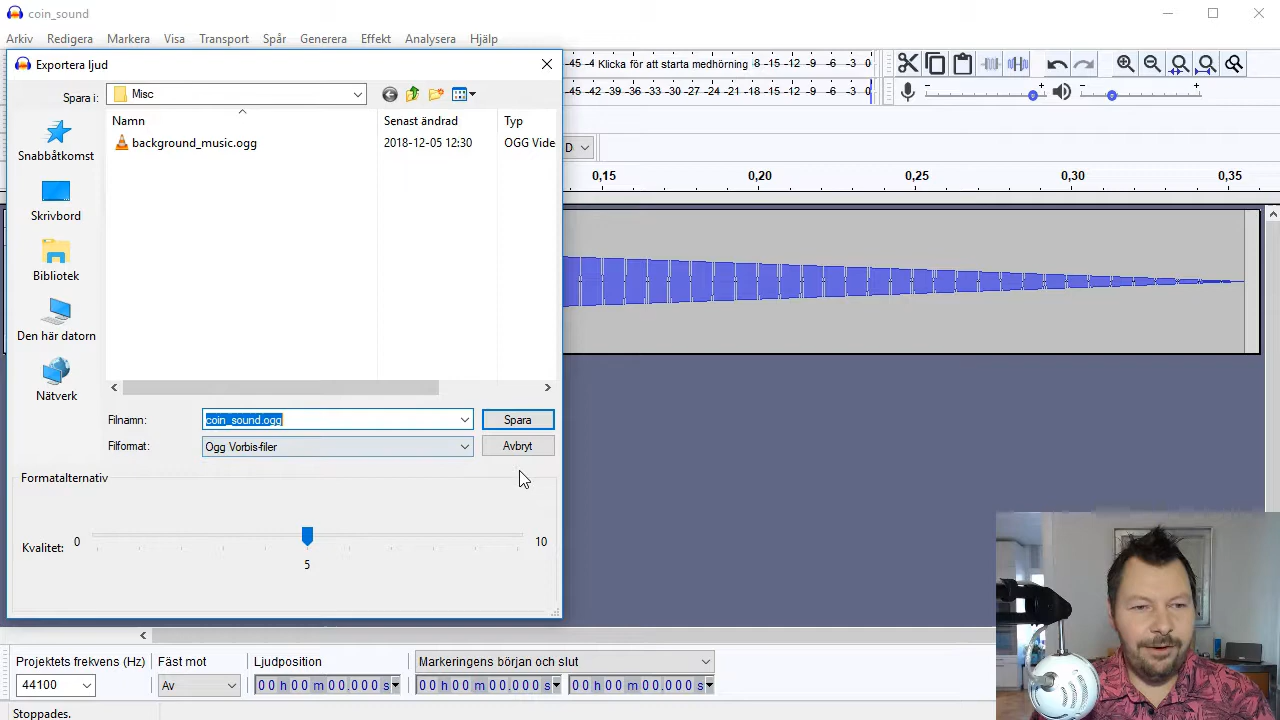 coin_sound
Arkiv Redigera Markera Visa Transport Spår Generera Effekt Analysera Hjälp
Exportera ljud
-45 -4 Klicka för att starta medhörning -18 -15 -12 -9 -6 -3 0
-45 -42 -39 -36 -33 -30 -27 -24 -21 -18 -15 -12 -9 -6 -3 0
Spara i: Misc
Namn Senast ändrad Typ
background_music.ogg 2018-12-05 12:30 OGG Vide
D
0,15 0,20 0,25 0,30 0,35
Snabbåtkomst
Skrivbord
Bibliotek
Den här datorn
Nätverk
Filnamn: coin_sound.ogg Spara
Filformat: Ogg Vorbis-filer Avbryt
Formatalternativ
Kvalitet: 0 10
5
Projektets frekvens (Hz) Fäst mot Ljudposition Markeringens början och slut
44100 Av 00 h 00 m 00.000 s 00 h 00 m 00.000 s 00 h 00 m 00.000 s
Stoppades.